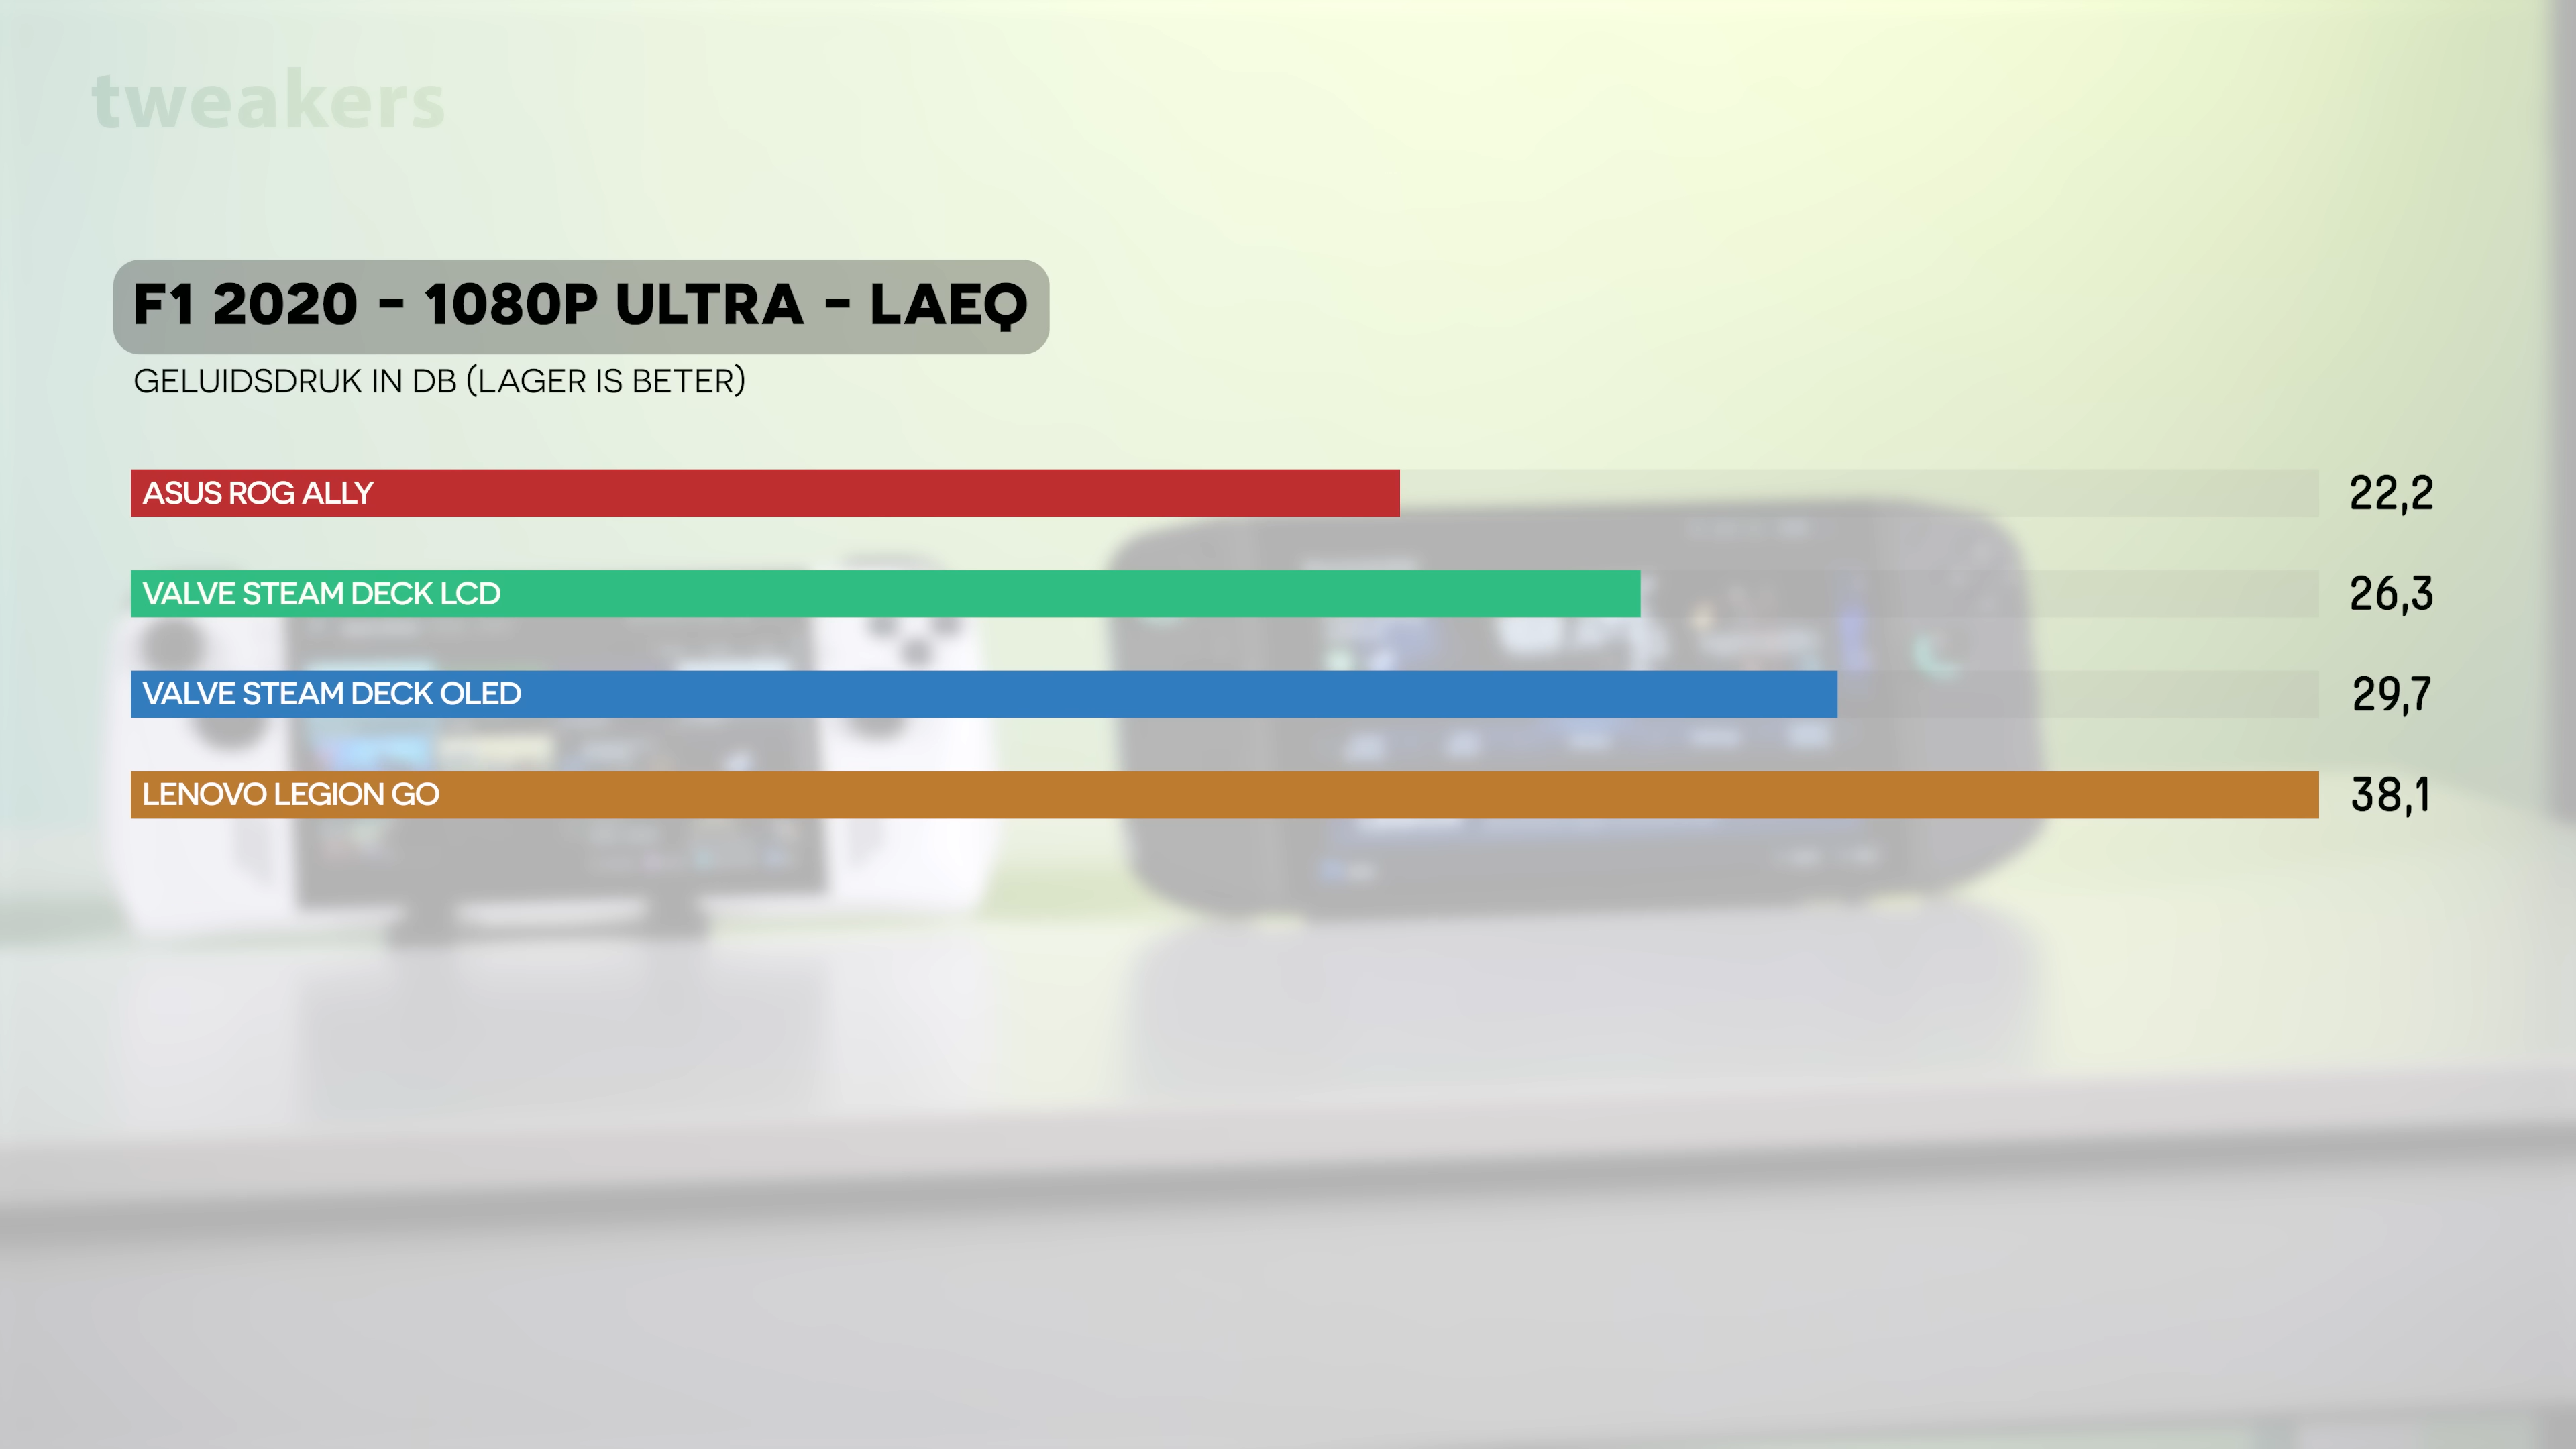 tweakers
F1 2020 - 1080P ULTRA - LAEQ
GELUIDSDRUK IN DB (LAGER IS BETER)
ASUS ROG ALLY 22,2
VALVE STEAM DECK LCD 26,3
VALVE STEAM DECK OLED 29,7
LENOVO LEGION GO 38,1